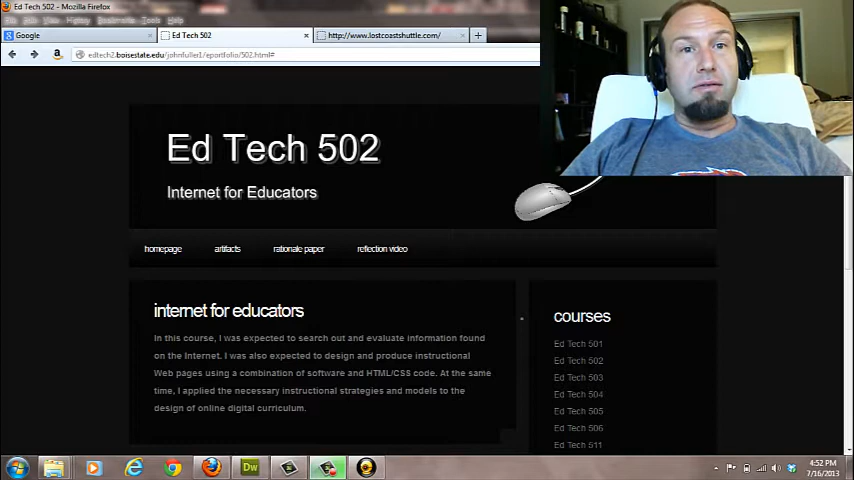 Ed Tech 502 - Mozilla Firefox
File Edit View History Bookmarks Tools Help
Google
Ed Tech 502
http://www.lostcoastshuttle.com/
edtech2.boisestate.edu/johnfuller1/eportfolio/502.html#
Ed Tech 502
Internet for Educators
homepage
artifacts
rationale paper
reflection video
internet for educators
In this course, I was expected to search out and evaluate information found
on the Internet. I was also expected to design and produce instructional
Web pages using a combination of software and HTML/CSS code. At the same
time, I applied the necessary instructional strategies and models to the
design of online digital curriculum.
courses
Ed Tech 501
Ed Tech 502
Ed Tech 503
Ed Tech 504
Ed Tech 505
Ed Tech 506
Ed Tech 511
Dw
4:52 PM
7/16/2013